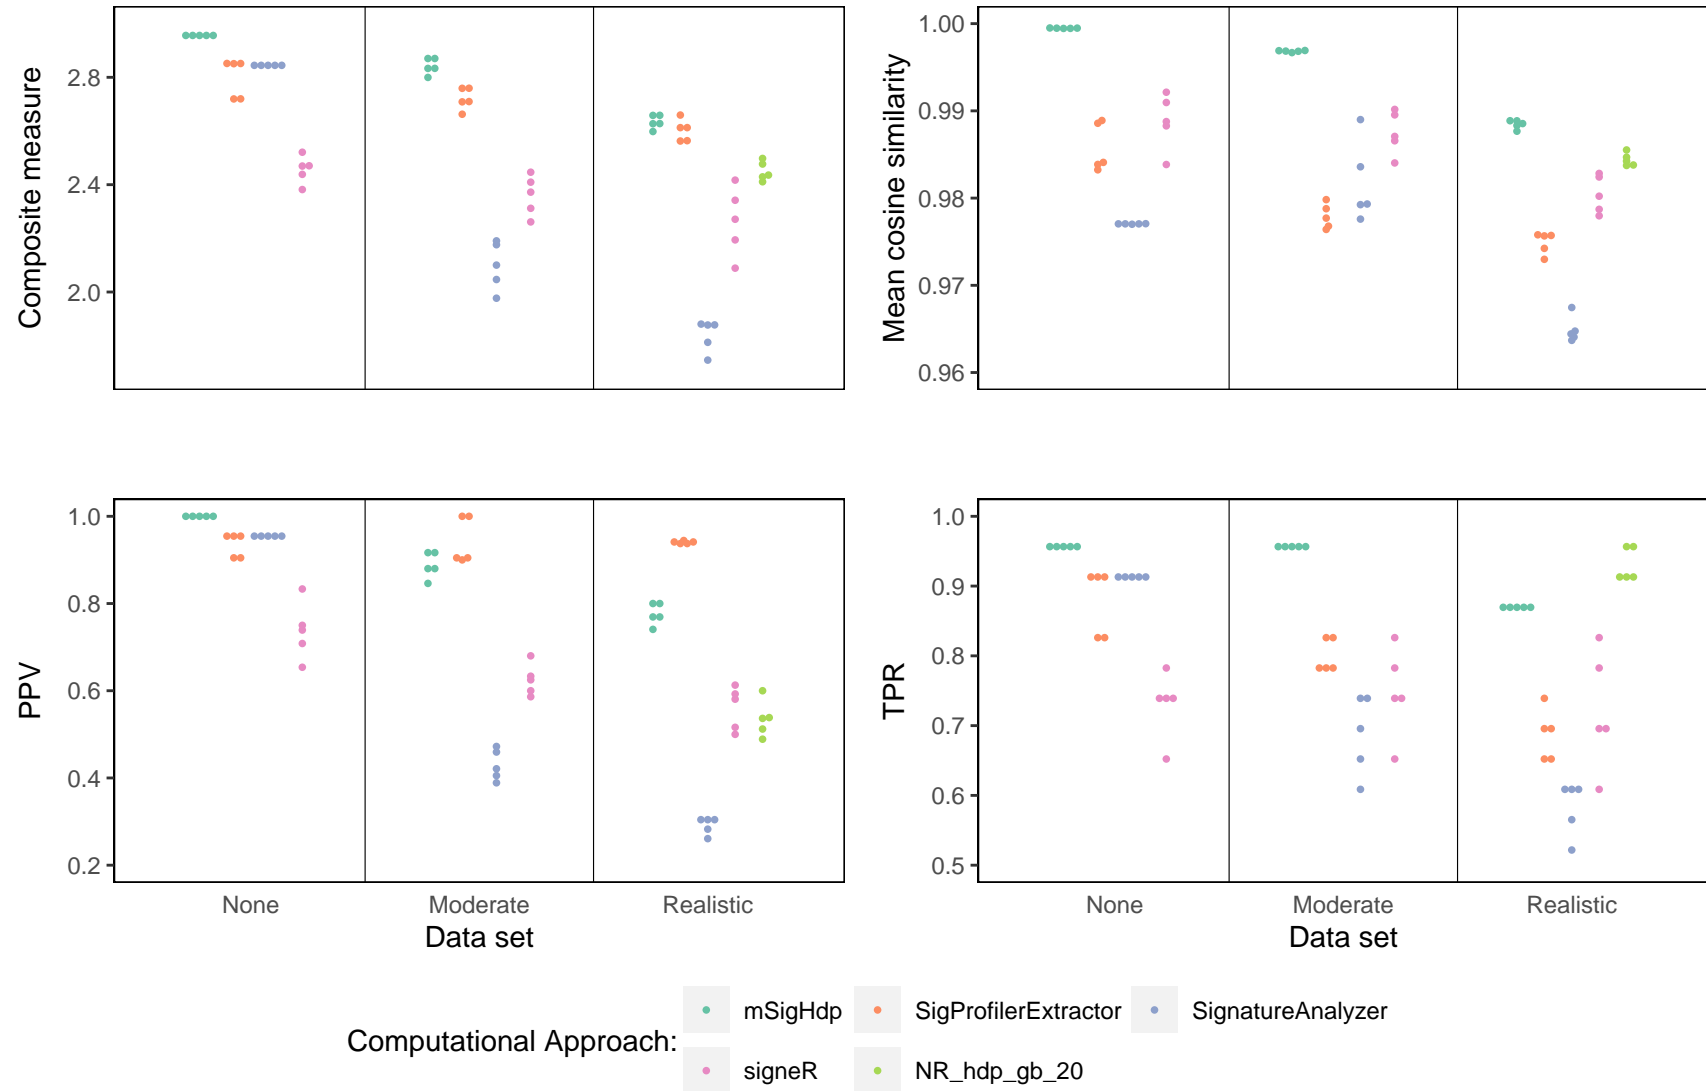 Composite measure
2.8
2.4
2.0
Mean cosine similarity
1.00
0.99
0.98
0.97
0.96
PPV
1.0
0.8
0.6
0.4
0.2
None Moderate Realistic
Data set
TPR
1.0
0.9
0.8
0.7
0.6
0.5
None Moderate Realistic
Data set
Computational Approach:
mSigHdp SigProfilerExtractor SignatureAnalyzer
signeR NR_hdp_gb_20